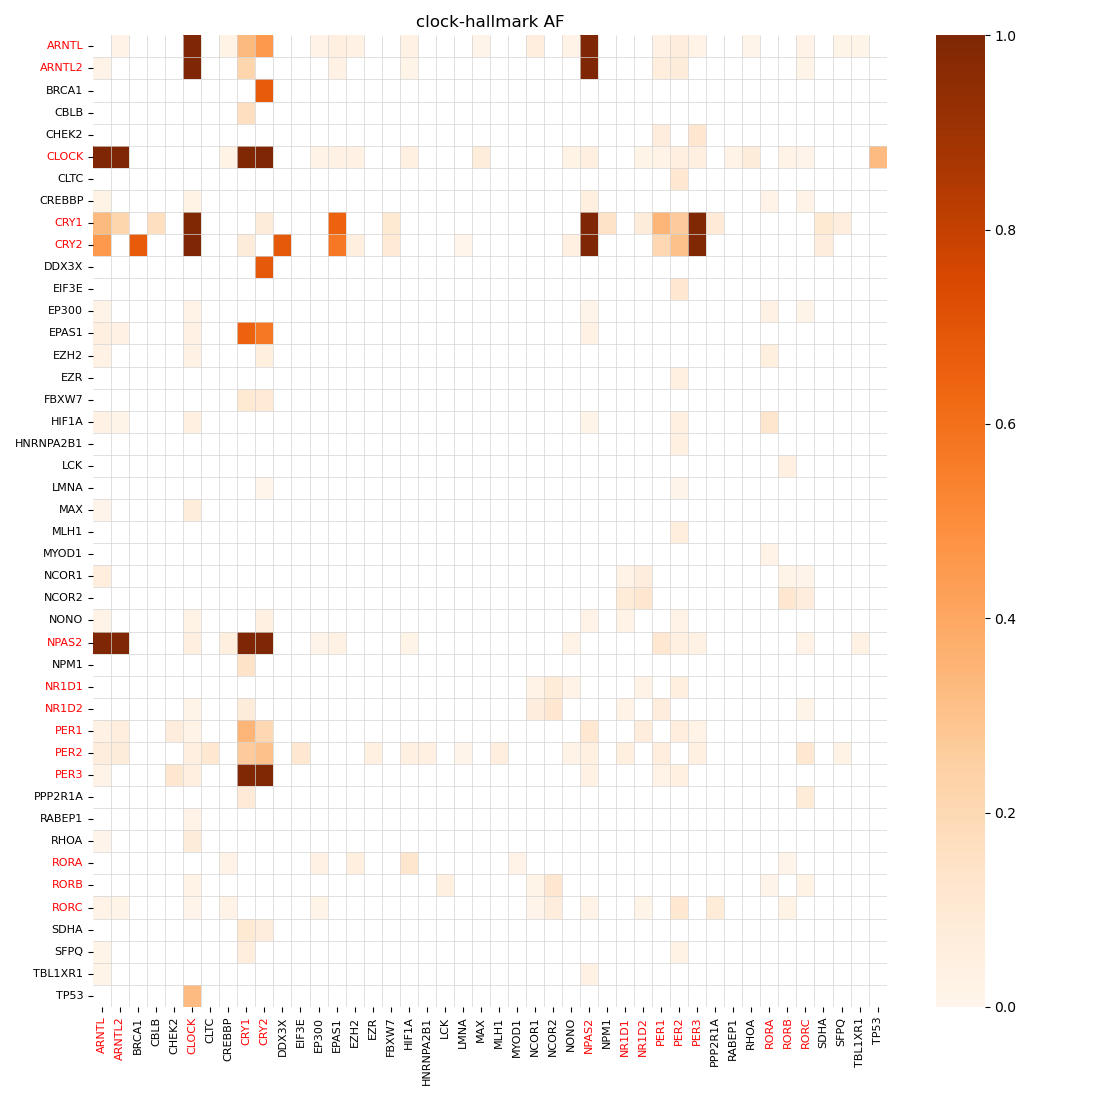 clock-hallmark AF
ARNTL
ARNTL2
BRCA1
CBLB
CHEK2
CLOCK
CLTC
CREBBP
CRY1
CRY2
DDX3X
EIF3E
EP300
EPAS1
EZH2
EZR
FBXW7
HIF1A
HNRNPA2B1
LCK
LMNA
MAX
MLH1
MYOD1
NCOR1
NCOR2
NONO
NPAS2
NPM1
NR1D1
NR1D2
PER1
PER2
PER3
PPP2R1A
RABEP1
RHOA
RORA
RORB
RORC
SDHA
SFPQ
TBL1XR1
TP53
ARNTL
ARNTL2
BRCA1
CBLB
CHEK2
CLOCK
CLTC
CREBBP
CRY1
CRY2
DDX3X
EIF3E
EP300
EPAS1
EZH2
EZR
FBXW7
HIF1A
HNRNPA2B1
LCK
LMNA
MAX
MLH1
MYOD1
NCOR1
NCOR2
NONO
NPAS2
NPM1
NR1D1
NR1D2
PER1
PER2
PER3
PPP2R1A
RABEP1
RHOA
RORA
RORB
RORC
SDHA
SFPQ
TBL1XR1
TP53
1.0
0.8
0.6
0.4
0.2
0.0